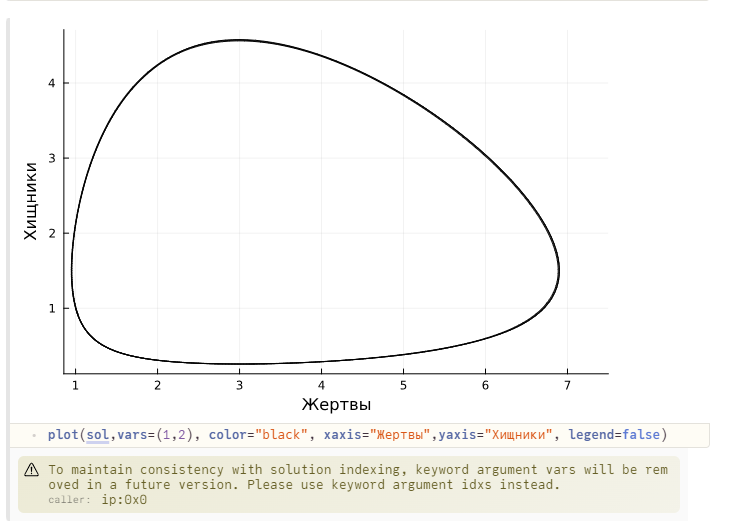 4
3
2
1
Хищники
1 2 3 4 5 6 7
Жертвы
plot(sol,vars=(1,2), color="black", xaxis="Жертвы",yaxis="Хищники", legend=false)
To maintain consistency with solution indexing, keyword argument vars will be rem
oved in a future version. Please use keyword argument idxs instead.
caller: ip:0x0